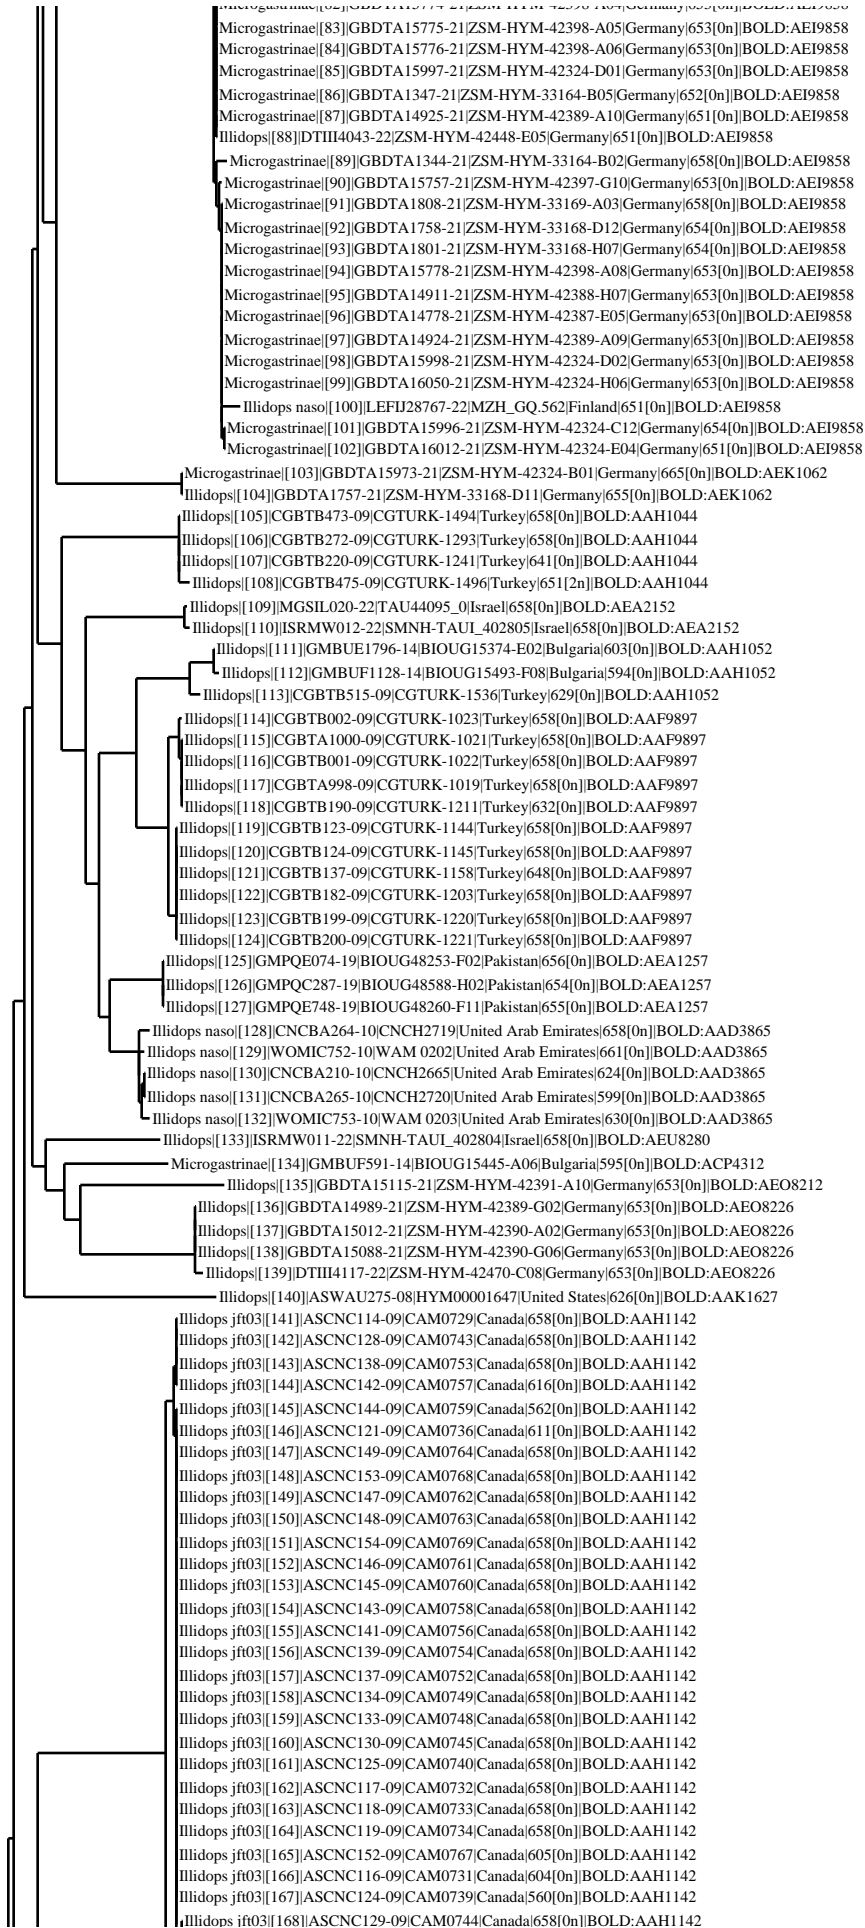 Microgastrinae|[83]|GBDTA15775-21|ZSM-HYM-42398-A05|Germany|653[0n]|BOLD:AEI9858
Microgastrinae|[84]|GBDTA15776-21|ZSM-HYM-42398-A06|Germany|653[0n]|BOLD:AEI9858
Microgastrinae|[85]|GBDTA15997-21|ZSM-HYM-42324-D01|Germany|653[0n]|BOLD:AEI9858
Microgastrinae|[86]|GBDTA1347-21|ZSM-HYM-33164-B05|Germany|652[0n]|BOLD:AEI9858
Microgastrinae|[87]|GBDTA14925-21|ZSM-HYM-42389-A10|Germany|651[0n]|BOLD:AEI9858
Illidops|[88]|DTIII4043-22|ZSM-HYM-42448-E05|Germany|651[0n]|BOLD:AEI9858
Microgastrinae|[89]|GBDTA1344-21|ZSM-HYM-33164-B02|Germany|658[0n]|BOLD:AEI9858
Microgastrinae|[90]|GBDTA15757-21|ZSM-HYM-42397-G10|Germany|653[0n]|BOLD:AEI9858
Microgastrinae|[91]|GBDTA1808-21|ZSM-HYM-33169-A03|Germany|658[0n]|BOLD:AEI9858
Microgastrinae|[92]|GBDTA1758-21|ZSM-HYM-33168-D12|Germany|654[0n]|BOLD:AEI9858
Microgastrinae|[93]|GBDTA1801-21|ZSM-HYM-33168-H07|Germany|654[0n]|BOLD:AEI9858
Microgastrinae|[94]|GBDTA15778-21|ZSM-HYM-42398-A08|Germany|653[0n]|BOLD:AEI9858
Microgastrinae|[95]|GBDTA14911-21|ZSM-HYM-42388-H07|Germany|653[0n]|BOLD:AEI9858
Microgastrinae|[96]|GBDTA14778-21|ZSM-HYM-42387-E05|Germany|653[0n]|BOLD:AEI9858
Microgastrinae|[97]|GBDTA14924-21|ZSM-HYM-42389-A09|Germany|653[0n]|BOLD:AEI9858
Microgastrinae|[98]|GBDTA15998-21|ZSM-HYM-42324-D02|Germany|653[0n]|BOLD:AEI9858
Microgastrinae|[99]|GBDTA16050-21|ZSM-HYM-42324-H06|Germany|653[0n]|BOLD:AEI9858
Illidops naso|[100]|LEFIJ28767-22|MZH_GQ.562|Finland|651[0n]|BOLD:AEI9858
Microgastrinae|[101]|GBDTA15996-21|ZSM-HYM-42324-C12|Germany|654[0n]|BOLD:AEI9858
Microgastrinae|[102]|GBDTA16012-21|ZSM-HYM-42324-E04|Germany|651[0n]|BOLD:AEI9858
Microgastrinae|[103]|GBDTA15973-21|ZSM-HYM-42324-B01|Germany|665[0n]|BOLD:AEK1062
Illidops|[104]|GBDTA1757-21|ZSM-HYM-33168-D11|Germany|655[0n]|BOLD:AEK1062
Illidops|[105]|CGBTB473-09|CGTURK-1494|Turkey|658[0n]|BOLD:AAH1044
Illidops|[106]|CGBTB272-09|CGTURK-1293|Turkey|658[0n]|BOLD:AAH1044
Illidops|[107]|CGBTB220-09|CGTURK-1241|Turkey|641[0n]|BOLD:AAH1044
Illidops|[108]|CGBTB475-09|CGTURK-1496|Turkey|651[2n]|BOLD:AAH1044
Illidops|[109]|MGSIL020-22|TAU44095_0|Israel|658[0n]|BOLD:AEA2152
Illidops|[110]|ISRMW012-22|SMNH-TAUI_402805|Israel|658[0n]|BOLD:AEA2152
Illidops|[111]|GMBUE1796-14|BIOUG15374-E02|Bulgaria|603[0n]|BOLD:AAH1052
Illidops|[112]|GMBUF1128-14|BIOUG15493-F08|Bulgaria|594[0n]|BOLD:AAH1052
Illidops|[113]|CGBTB515-09|CGTURK-1536|Turkey|629[0n]|BOLD:AAH1052
Illidops|[114]|CGBTB002-09|CGTURK-1023|Turkey|658[0n]|BOLD:AAF9897
Illidops|[115]|CGBTA1000-09|CGTURK-1021|Turkey|658[0n]|BOLD:AAF9897
Illidops|[116]|CGBTB001-09|CGTURK-1022|Turkey|658[0n]|BOLD:AAF9897
Illidops|[117]|CGBTA998-09|CGTURK-1019|Turkey|658[0n]|BOLD:AAF9897
Illidops|[118]|CGBTB190-09|CGTURK-1211|Turkey|632[0n]|BOLD:AAF9897
Illidops|[119]|CGBTB123-09|CGTURK-1144|Turkey|658[0n]|BOLD:AAF9897
Illidops|[120]|CGBTB124-09|CGTURK-1145|Turkey|658[0n]|BOLD:AAF9897
Illidops|[121]|CGBTB137-09|CGTURK-1158|Turkey|648[0n]|BOLD:AAF9897
Illidops|[122]|CGBTB182-09|CGTURK-1203|Turkey|658[0n]|BOLD:AAF9897
Illidops|[123]|CGBTB199-09|CGTURK-1220|Turkey|658[0n]|BOLD:AAF9897
Illidops|[124]|CGBTB200-09|CGTURK-1221|Turkey|658[0n]|BOLD:AAF9897
Illidops|[125]|GMPQE074-19|BIOUG48253-F02|Pakistan|656[0n]|BOLD:AEA1257
Illidops|[126]|GMPQC287-19|BIOUG48588-H02|Pakistan|654[0n]|BOLD:AEA1257
Illidops|[127]|GMPQE748-19|BIOUG48260-F11|Pakistan|655[0n]|BOLD:AEA1257
Illidops naso|[128]|CNCBA264-10|CNCH2719|United Arab Emirates|658[0n]|BOLD:AAD3865
Illidops naso|[129]|WOMIC752-10|WAM 0202|United Arab Emirates|661[0n]|BOLD:AAD3865
Illidops naso|[130]|CNCBA210-10|CNCH2665|United Arab Emirates|624[0n]|BOLD:AAD3865
Illidops naso|[131]|CNCBA265-10|CNCH2720|United Arab Emirates|599[0n]|BOLD:AAD3865
Illidops naso|[132]|WOMIC753-10|WAM 0203|United Arab Emirates|630[0n]|BOLD:AAD3865
Illidops|[133]|ISRMW011-22|SMNH-TAUI_402804|Israel|658[0n]|BOLD:AEU8280
Microgastrinae|[134]|GMBUF591-14|BIOUG15445-A06|Bulgaria|595[0n]|BOLD:ACP4312
Illidops|[135]|GBDTA15115-21|ZSM-HYM-42391-A10|Germany|653[0n]|BOLD:AEO8212
Illidops|[136]|GBDTA14989-21|ZSM-HYM-42389-G02|Germany|653[0n]|BOLD:AEO8226
Illidops|[137]|GBDTA15012-21|ZSM-HYM-42390-A02|Germany|653[0n]|BOLD:AEO8226
Illidops|[138]|GBDTA15088-21|ZSM-HYM-42390-G06|Germany|653[0n]|BOLD:AEO8226
Illidops|[139]|DTIII4117-22|ZSM-HYM-42470-C08|Germany|653[0n]|BOLD:AEO8226
Illidops|[140]|ASWAU275-08|HYM00001647|United States|626[0n]|BOLD:AAK1627
Illidops jft03|[141]|ASCNC114-09|CAM0729|Canada|658[0n]|BOLD:AAH1142
Illidops jft03|[142]|ASCNC128-09|CAM0743|Canada|658[0n]|BOLD:AAH1142
Illidops jft03|[143]|ASCNC138-09|CAM0753|Canada|658[0n]|BOLD:AAH1142
Illidops jft03|[144]|ASCNC142-09|CAM0757|Canada|616[0n]|BOLD:AAH1142
Illidops jft03|[145]|ASCNC144-09|CAM0759|Canada|562[0n]|BOLD:AAH1142
Illidops jft03|[146]|ASCNC121-09|CAM0736|Canada|611[0n]|BOLD:AAH1142
Illidops jft03|[147]|ASCNC149-09|CAM0764|Canada|658[0n]|BOLD:AAH1142
Illidops jft03|[148]|ASCNC153-09|CAM0768|Canada|658[0n]|BOLD:AAH1142
Illidops jft03|[149]|ASCNC147-09|CAM0762|Canada|658[0n]|BOLD:AAH1142
Illidops jft03|[150]|ASCNC148-09|CAM0763|Canada|658[0n]|BOLD:AAH1142
Illidops jft03|[151]|ASCNC154-09|CAM0769|Canada|658[0n]|BOLD:AAH1142
Illidops jft03|[152]|ASCNC146-09|CAM0761|Canada|658[0n]|BOLD:AAH1142
Illidops jft03|[153]|ASCNC145-09|CAM0760|Canada|658[0n]|BOLD:AAH1142
Illidops jft03|[154]|ASCNC143-09|CAM0758|Canada|658[0n]|BOLD:AAH1142
Illidops jft03|[155]|ASCNC141-09|CAM0756|Canada|658[0n]|BOLD:AAH1142
Illidops jft03|[156]|ASCNC139-09|CAM0754|Canada|658[0n]|BOLD:AAH1142
Illidops jft03|[157]|ASCNC137-09|CAM0752|Canada|658[0n]|BOLD:AAH1142
Illidops jft03|[158]|ASCNC134-09|CAM0749|Canada|658[0n]|BOLD:AAH1142
Illidops jft03|[159]|ASCNC133-09|CAM0748|Canada|658[0n]|BOLD:AAH1142
Illidops jft03|[160]|ASCNC130-09|CAM0745|Canada|658[0n]|BOLD:AAH1142
Illidops jft03|[161]|ASCNC125-09|CAM0740|Canada|658[0n]|BOLD:AAH1142
Illidops jft03|[162]|ASCNC117-09|CAM0732|Canada|658[0n]|BOLD:AAH1142
Illidops jft03|[163]|ASCNC118-09|CAM0733|Canada|658[0n]|BOLD:AAH1142
Illidops jft03|[164]|ASCNC119-09|CAM0734|Canada|658[0n]|BOLD:AAH1142
Illidops jft03|[165]|ASCNC152-09|CAM0767|Canada|605[0n]|BOLD:AAH1142
Illidops jft03|[166]|ASCNC116-09|CAM0731|Canada|604[0n]|BOLD:AAH1142
Illidops jft03|[167]|ASCNC124-09|CAM0739|Canada|560[0n]|BOLD:AAH1142
Illidops jft03|[168]|ASCNC129-09|CAM0744|Canada|658[0n]|BOLD:AAH1142